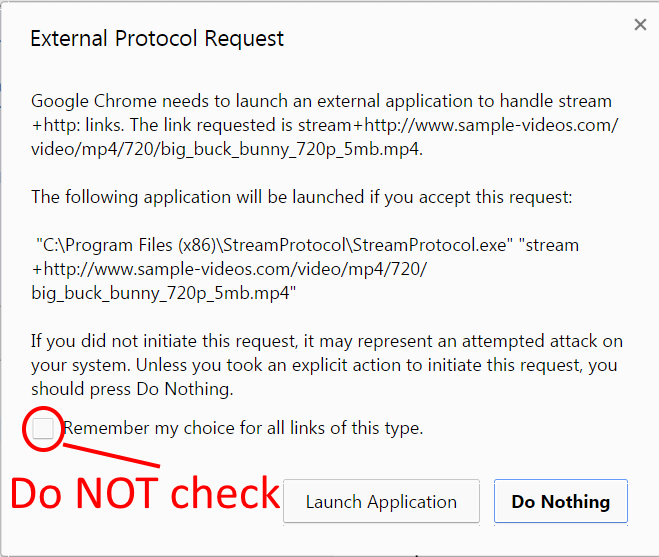 External Protocol Request
Google Chrome needs to launch an external application to handle stream
+http: links. The link requested is stream+http://www.sample-videos.com/
video/mp4/720/big_buck_bunny_720p_5mb.mp4.
The following application will be launched if you accept this request:
"C:\Program Files (x86)\StreamProtocol\StreamProtocol.exe" "stream
+http://www.sample-videos.com/video/mp4/720/
big_buck_bunny_720p_5mb.mp4"
If you did not initiate this request, it may represent an attempted attack on
your system. Unless you took an explicit action to initiate this request, you
should press Do Nothing.
Remember my choice for all links of this type.
Do NOT check
Launch Application
Do Nothing